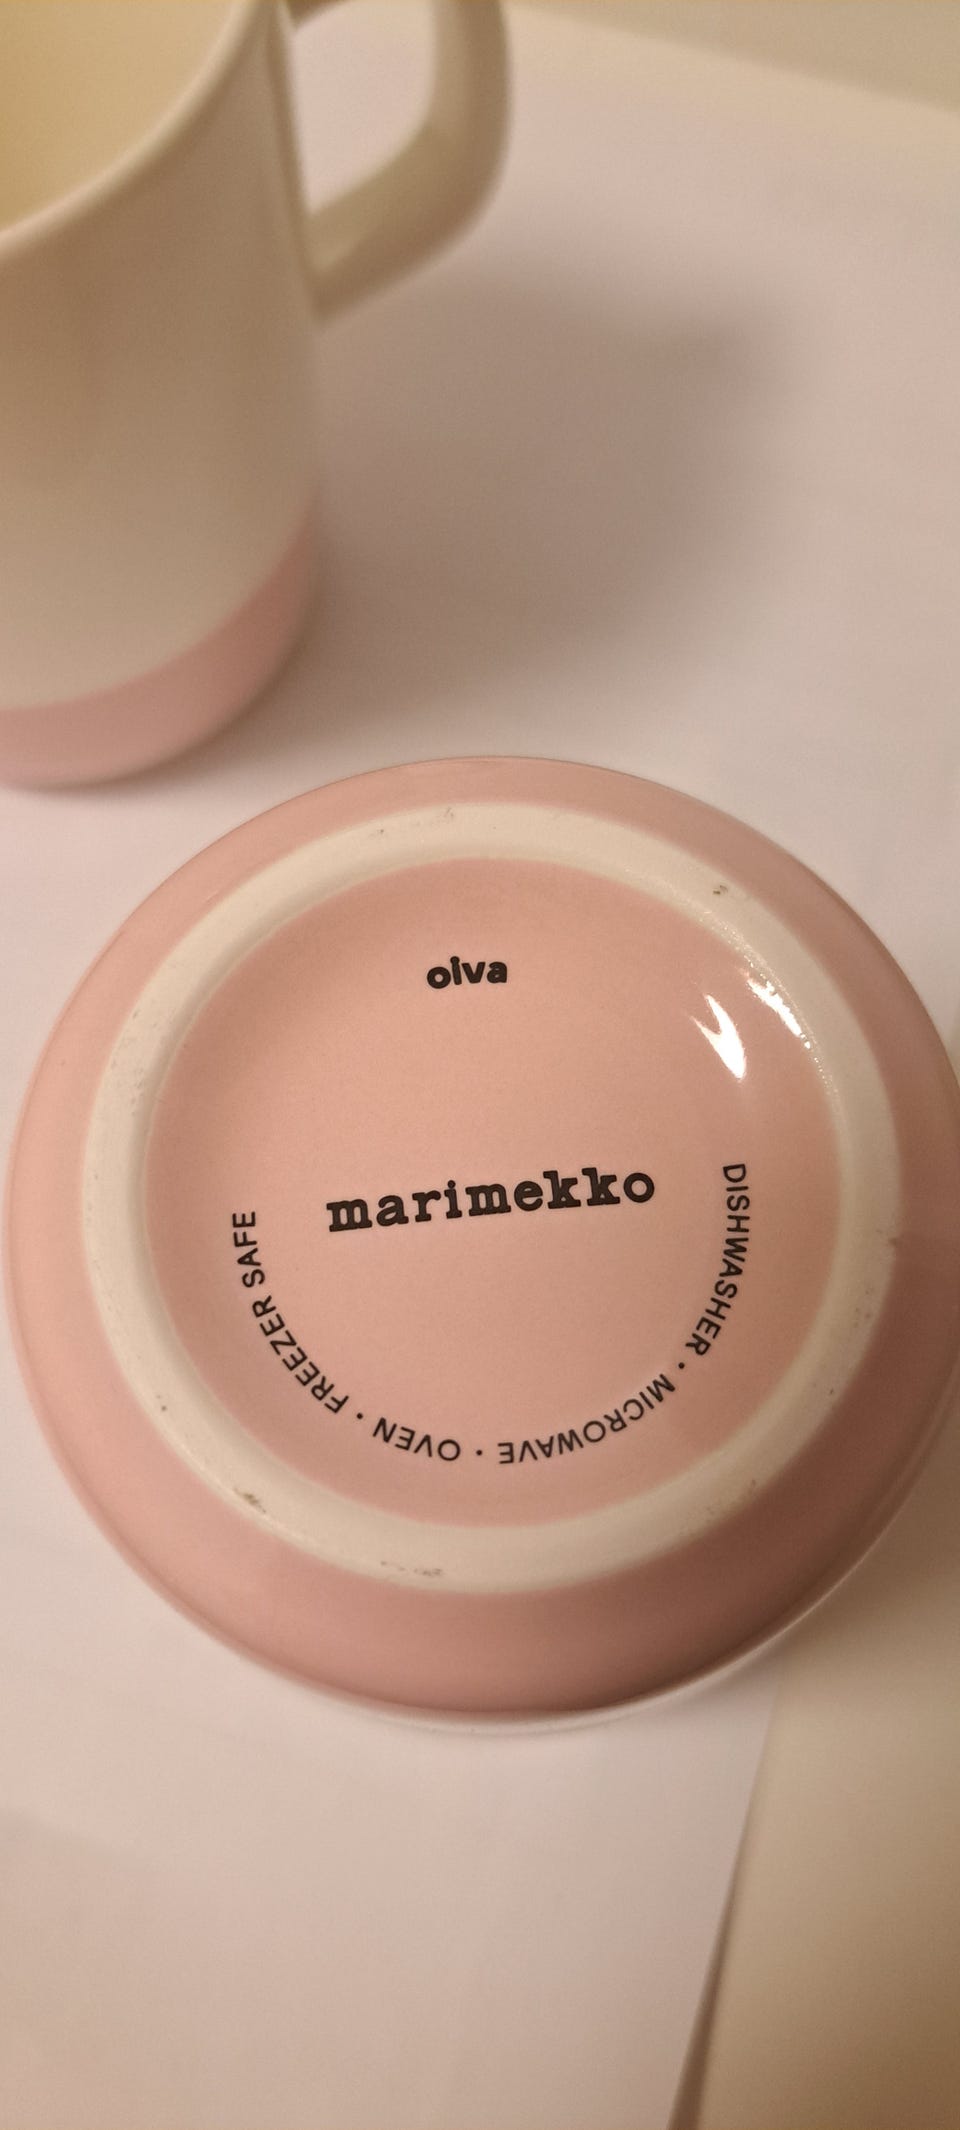 oiva
marimekko
DISHWASHER · MICROWAVE · OVEN · FREEZER SAFE